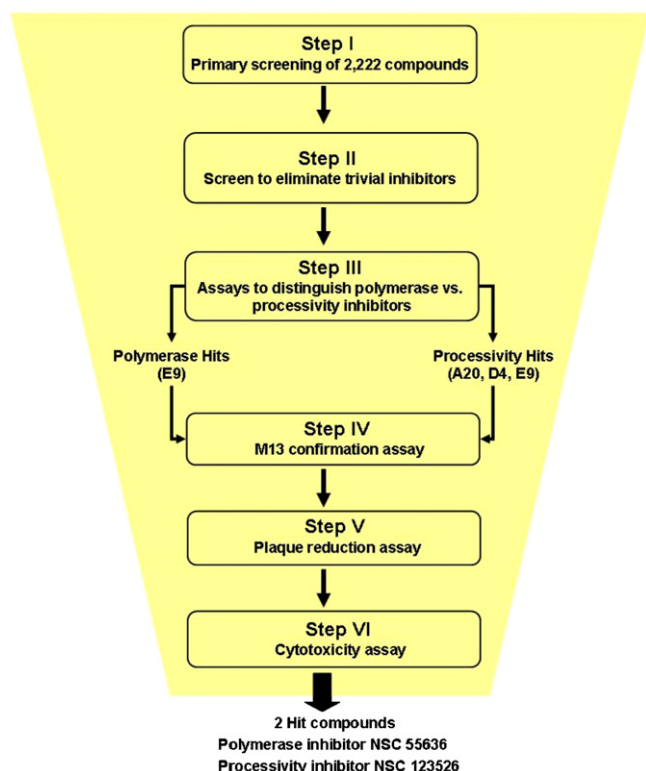 Step I
Primary screening of 2,222 compounds
Step II
Screen to eliminate trivial inhibitors
Step III
Assays to distinguish polymerase vs.
processivity inhibitors
Polymerase Hits
(E9)
Processivity Hits
(A20, D4, E9)
Step IV
M13 confirmation assay
Step V
Plaque reduction assay
Step VI
Cytotoxicity assay
2 Hit compounds
Polymerase inhibitor NSC 55636
Processivity inhibitor NSC 123526